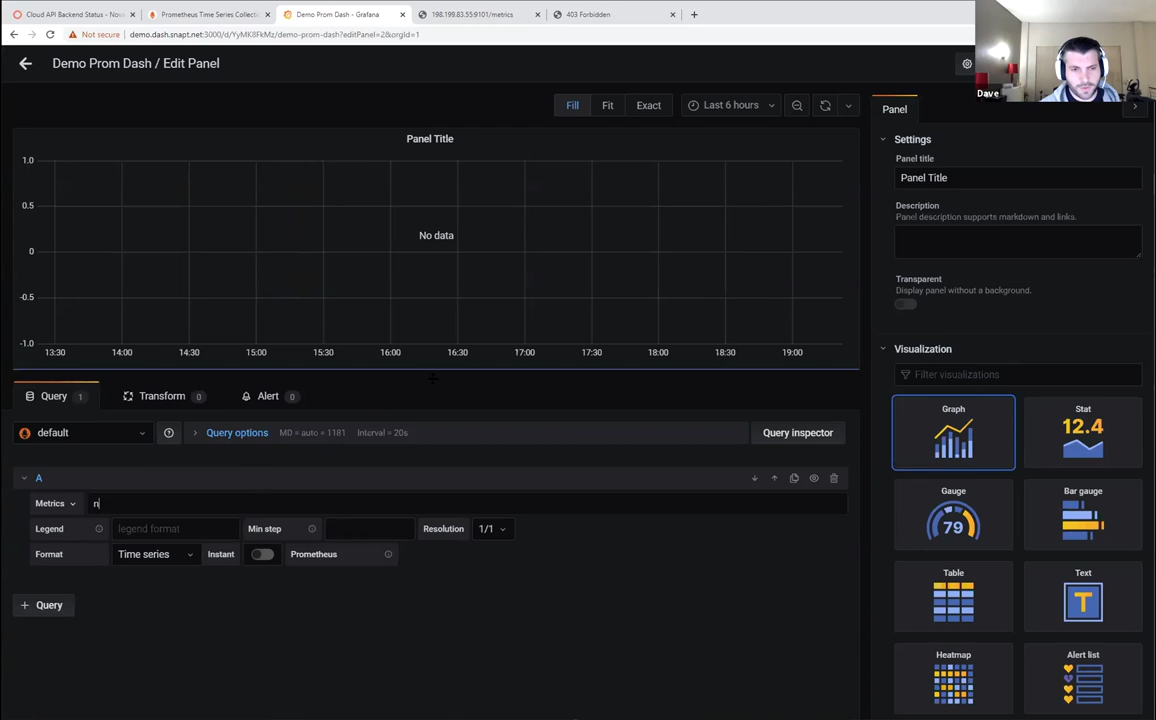 Cloud API Backend Status - Nova
Prometheus Time Series Collecti
Demo Prom Dash - Grafana
198.199.83.55:9101/metrics
403 Forbidden
Not secure
demo.dash.snapt.net:3000/d/YyMK8FkMz/demo-prom-dash?editPanel=2&orgId=1
Demo Prom Dash / Edit Panel
Dave
Fill Fit Exact Last 6 hours
Panel
Panel Title
1.0
0.5
0
-0.5
-1.0
No data
13:30 14:00 14:30 15:00 15:30 16:00 16:30 17:00 17:30 18:00 18:30 19:00
Settings
Panel title
Panel Title
Description
Panel description supports markdown and links.
Transparent
Display panel without a background.
Visualization
Filter visualizations
Graph
Stat
12.4
Gauge
79
Bar gauge
Table
Text
T
Heatmap
Alert list
Query 1 Transform 0 Alert 0
default
Query options MD = auto = 1181 Interval = 20s
Query inspector
A
Metrics n
Legend legend format Min step Resolution 1/1
Format Time series Instant Prometheus
+ Query